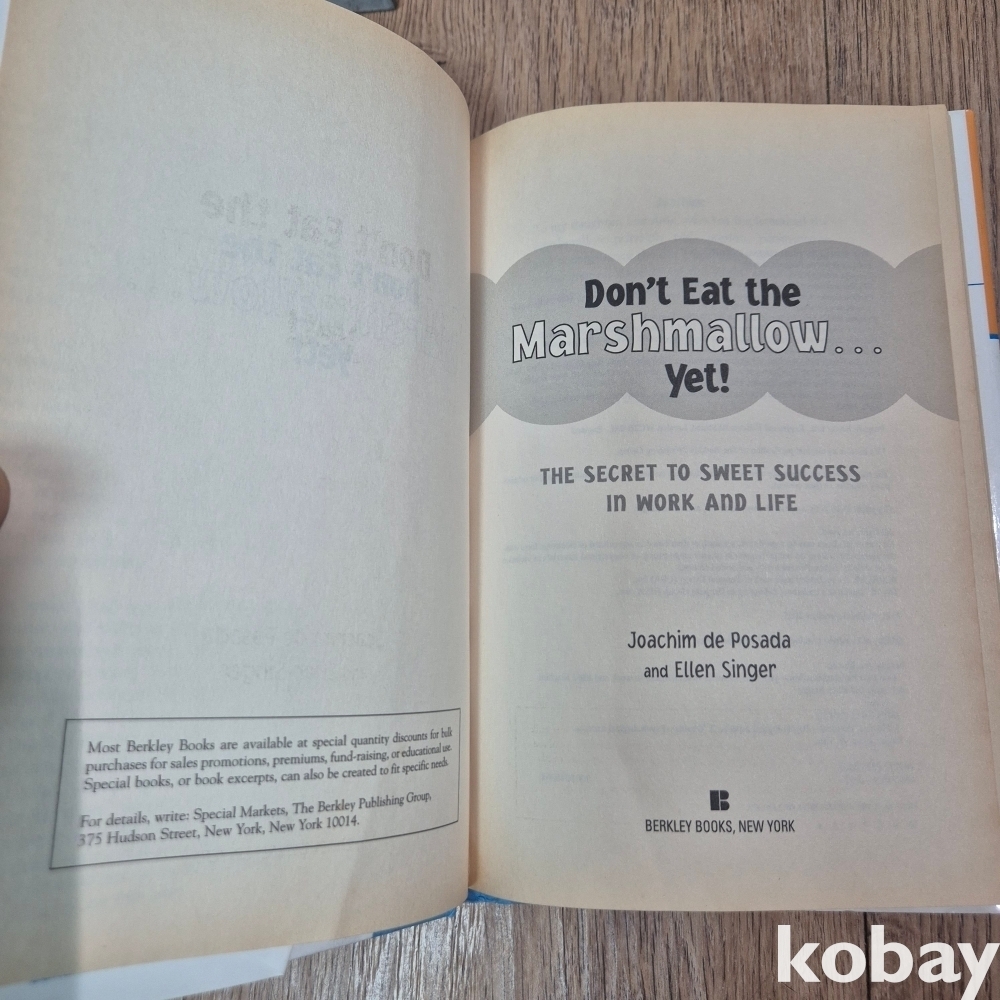 Most Berkley Books are available at special quantity discounts for bulk
purchases for sales promotions, premiums, fund-raising, or educational use.
Special books, or book excerpts, can also be created to fit specific needs.
For details, write: Special Markets, The Berkley Publishing Group,
375 Hudson Street, New York, New York 10014.
Don't Eat the
Marshmallow...
Yet!
THE SECRET TO SWEET SUCCESS
IN WORK AND LIFE
Joachim de Posada
and Ellen Singer
B
BERKLEY BOOKS, NEW YORK
kobay